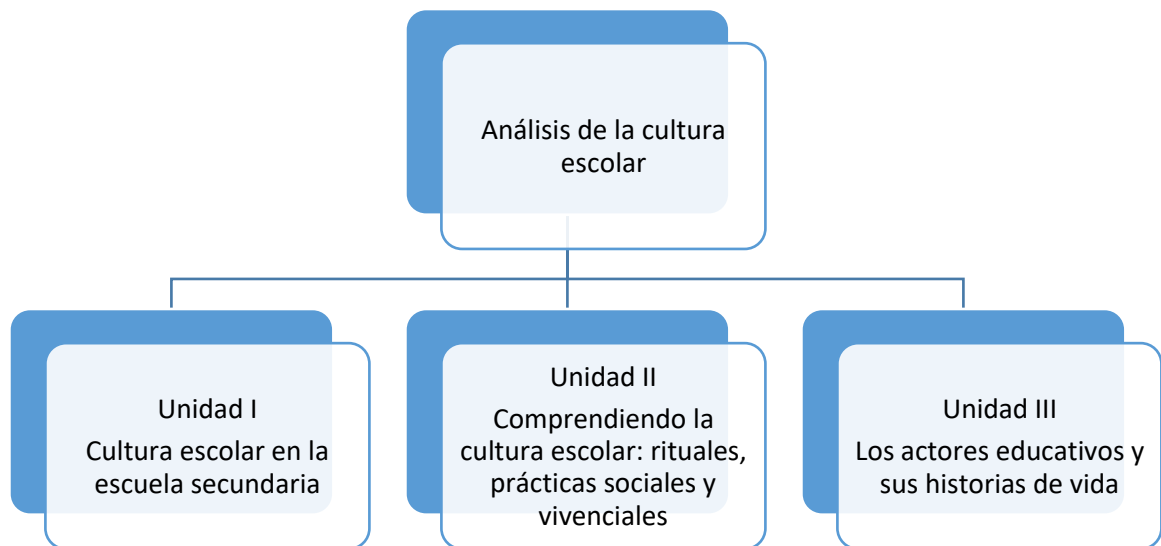 Análisis de la cultura
escolar
Unidad I
Cultura escolar en la
escuela secundaria
Unidad II
Comprendiendo la
cultura escolar: rituales,
prácticas sociales y
vivenciales
Unidad III
Los actores educativos y
sus historias de vida